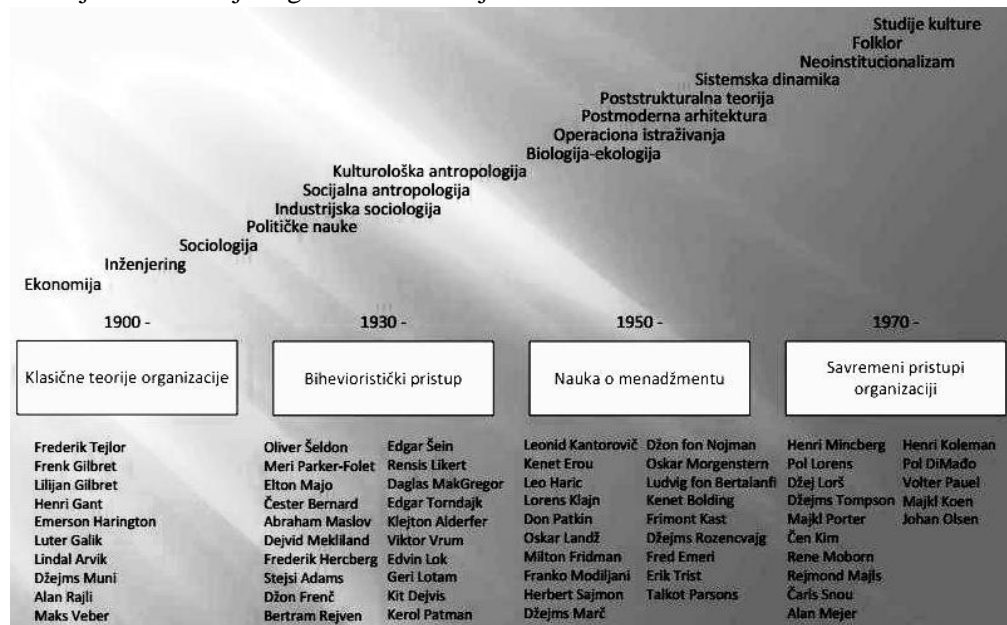 Studije kulture
Folklor
Neoinstitucionalizam
Sistemska dinamika
Poststrukturalna teorija
Postmoderna arhitektura
Operaciona istraživanja
Biologija-ekologija
Kulturološka antropologija
Socijalna antropologija
Industrijska sociologija
Političke nauke
Sociologija
Inženjering
Ekonomija
1900 -
1930 -
1950 -
1970 -
Klasične teorije organizacije
Bihevioristički pristup
Nauka o menadžmentu
Savremeni pristupi
organizaciji
Frederik Tejlor
Frenk Gilbret
Lilijan Gilbret
Henri Gant
Emerson Harington
Luter Galik
Lindal Arvik
Džejms Muni
Alan Rajli
Maks Veber
Oliver Šeldon
Meri Parker-Folet
Elton Majo
Čester Bernard
Abraham Maslov
Dejvid Mekliland
Frederik Hercberg
Stejsi Adams
Džon Frenč
Bertram Rejven
Edgar Šein
Rensis Likert
Daglas MakGregor
Edgar Torndajk
Klejton Alderfer
Viktor Vrum
Edvin Lok
Geri Lotam
Kit Dejvis
Kerol Patman
Leonid Kantorovič
Kenet Erou
Leo Haric
Lorens Klajn
Don Patkin
Oskar Landž
Milton Fridman
Franko Modiljani
Herbert Sajmon
Džejms Marč
Džon fon Nojman
Oskar Morgenstern
Ludvig fon Bertalanfi
Kenet Bolding
Frimont Kast
Džejms Rozencvajg
Fred Emeri
Erik Trist
Talkot Parsons
Henri Mincberg
Pol Lorens
Džej Lorš
Džejms Tompson
Majkl Porter
Čen Kim
Rene Moborn
Rejmond Majls
Čarls Snou
Alan Mejer
Henri Koleman
Pol DiMađo
Volter Pauel
Majkl Koen
Johan Olsen